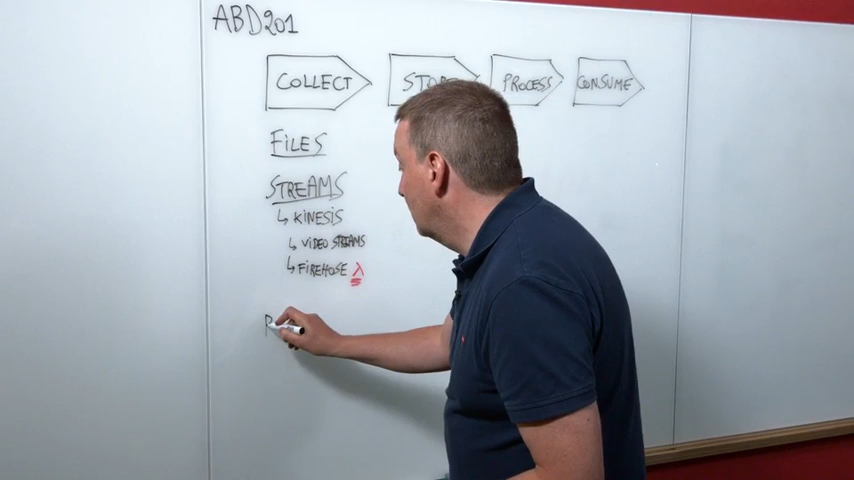 ABD201
COLLECT STORE PROCESS CONSUME
FILES
STREAMS
↳ KINESIS
↳ VIDEO STREAMS
↳ FIREHOSE λ